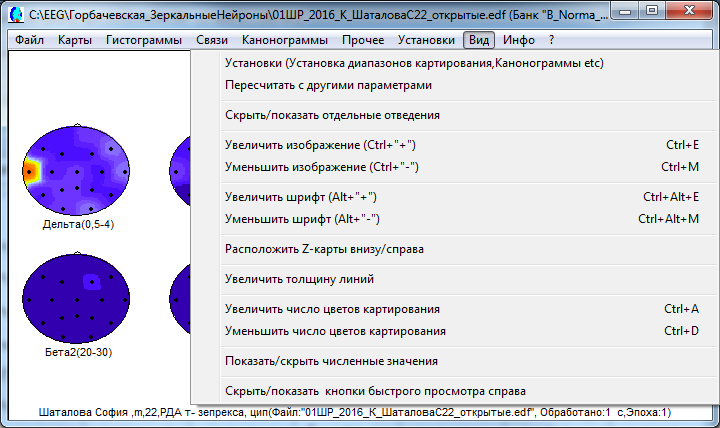 C:\EEG\Горбачевская_ЗеркальныеНейроны\01ШР_2016_К_ШаталоваС22_открытые.edf (Банк "B_Norma_...
Файл Карты Гистограммы Связи Канонограммы Прочее Установки Вид Инфо ?
Установки (Установка диапазонов картирования,Канонограммы etc)
Пересчитать с другими параметрами
Скрыть/показать отдельные отведения
Увеличить изображение (Ctrl+"+") Ctrl+E
Уменьшить изображение (Ctrl+"-") Ctrl+M
Увеличить шрифт (Alt+"+") Ctrl+Alt+E
Уменьшить шрифт (Alt+"-") Ctrl+Alt+M
Расположить Z-карты внизу/справа
Увеличить толщину линий
Увеличить число цветов картирования Ctrl+A
Уменьшить число цветов картирования Ctrl+D
Показать/скрыть численные значения
Скрыть/показать кнопки быстрого просмотра справа
Дельта(0,5-4)
Бета2(20-30)
Шаталова София ,m,22,РДА т- зепрекса, ципр(Файл:"01ШР_2016_К_ШаталоваС22_открытые.edf", Обработано:1 с,Эпоха:1)